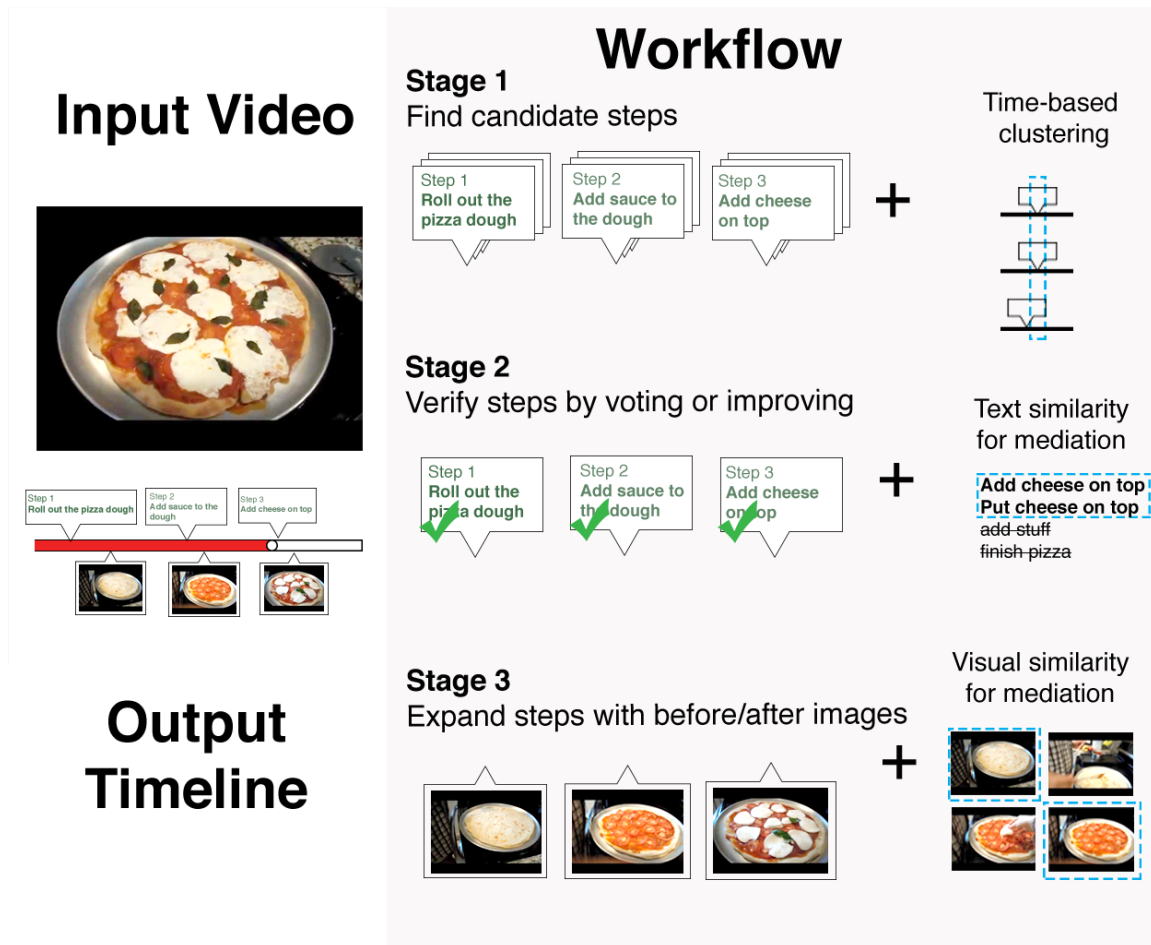 Input Video
Step 1
Roll out the pizza dough
Step 2
Add sauce to the
dough
Step 3
Add cheese on top
Output
Timeline
Workflow
Stage 1
Find candidate steps
Step 1
Roll out the
pizza dough
Step 2
Add sauce to
the dough
Step 3
Add cheese
on top
+
Time-based
clustering
Stage 2
Verify steps by voting or improving
Step 1
Roll out the
pizza dough
Step 2
Add sauce to
the dough
Step 3
Add cheese
on top
+
Text similarity
for mediation
Add cheese on top
Put cheese on top
add stuff
finish pizza
Stage 3
Expand steps with before/after images
+
Visual similarity
for mediation